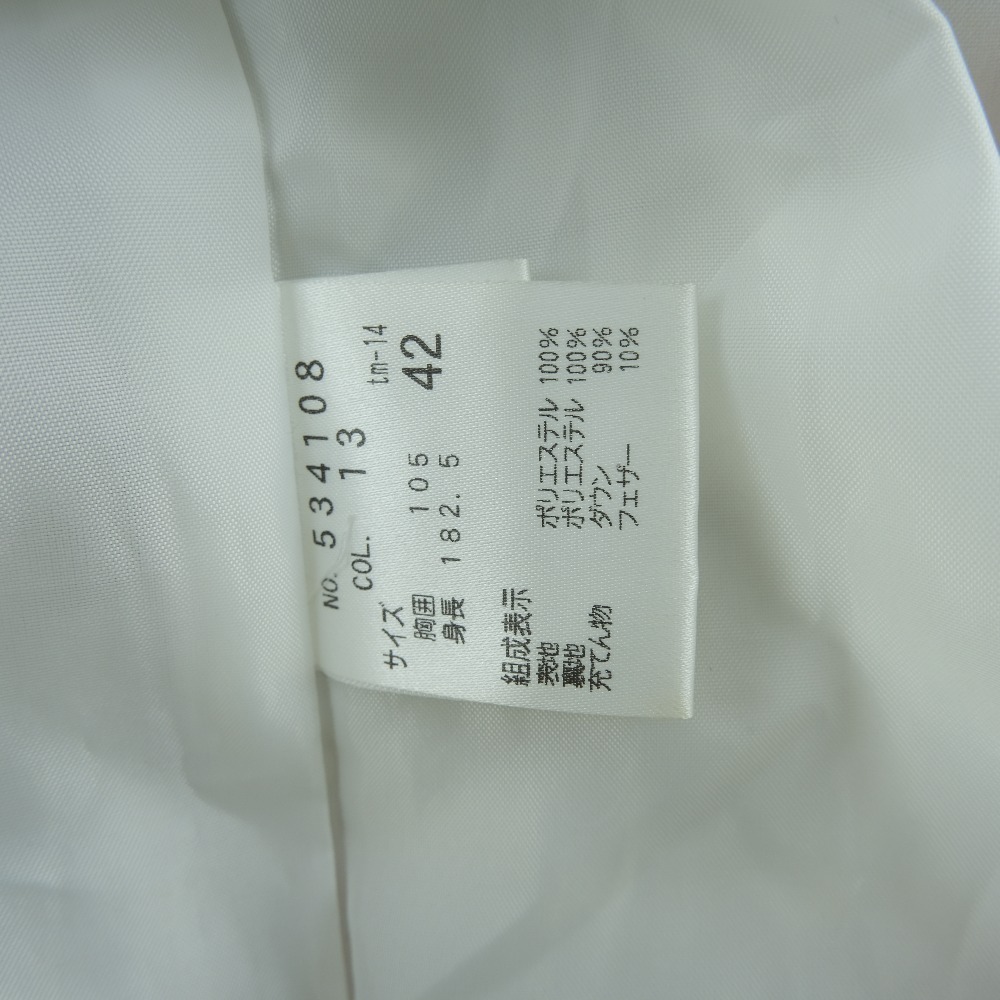 NO. 534108
COL. 13
tm-14
サイズ 42
胸囲 105
身長 182.5
組成表示
表地 ポリエステル 100%
裏地 ポリエステル 100%
充てん物 ダウン 90%
フェザー 10%